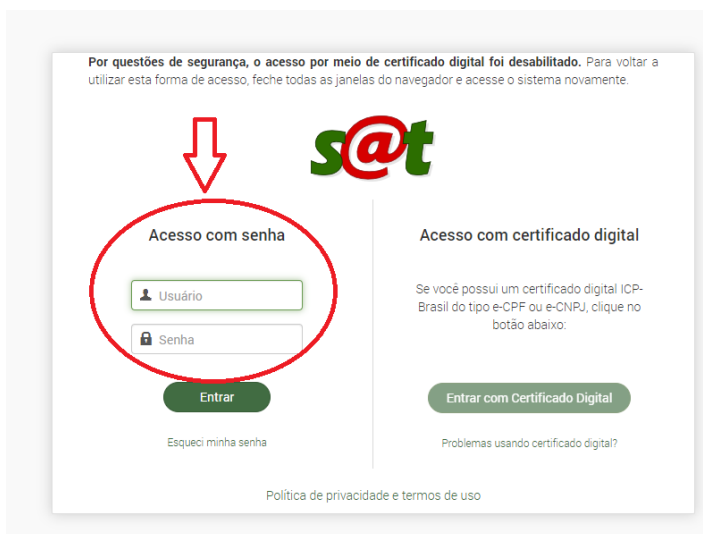 Por questões de segurança, o acesso por meio de certificado digital foi desabilitado. Para voltar a
utilizar esta forma de acesso, feche todas as janelas do navegador e acesse o sistema novamente.
s@t
Acesso com senha
Usuário
Senha
Entrar
Esqueci minha senha
Acesso com certificado digital
Se você possui um certificado digital ICP-
Brasil do tipo e-CPF ou e-CNPJ, clique no
botão abaixo:
Entrar com Certificado Digital
Problemas usando certificado digital?
Política de privacidade e termos de uso